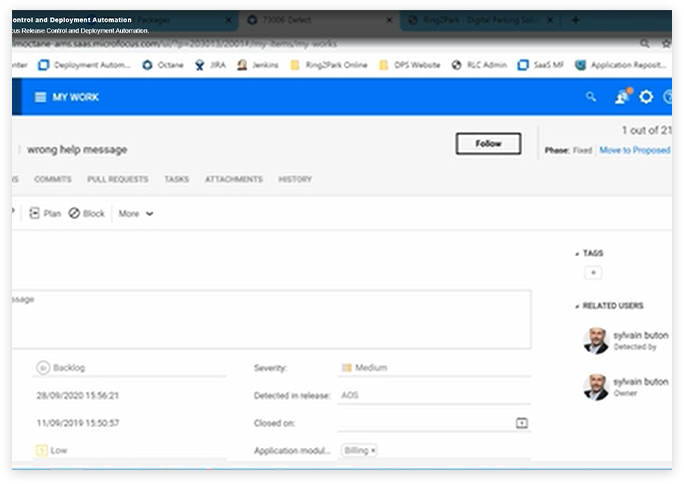 ontrol and Deployment Automation
cus Release Control and Deployment Automation.
Packages
73006 Defect
Ring2Park - Digital Parking Solu
lmoctane-ams.saas.microfocus.com/ui/?p=203013/2001#/my-items/my-works
nter Deployment Autom... Octane JIRA Jenkins Ring2Park Online DPS Website RLC Admin SaaS MF Application Reposit...
MY WORK
1 out of 21
wrong help message
Follow
Phase: Fixed Move to Proposed
S COMMITS PULL REQUESTS TASKS ATTACHMENTS HISTORY
Plan Block More
TAGS
+
ssage
RELATED USERS
sylvain buton
Detected by
sylvain buton
Owner
Backlog
Severity: Medium
28/09/2020 15:56:21
Detected in release: AOS
11/09/2019 15:50:57
Closed on:
Low
Application modul... Billing ×